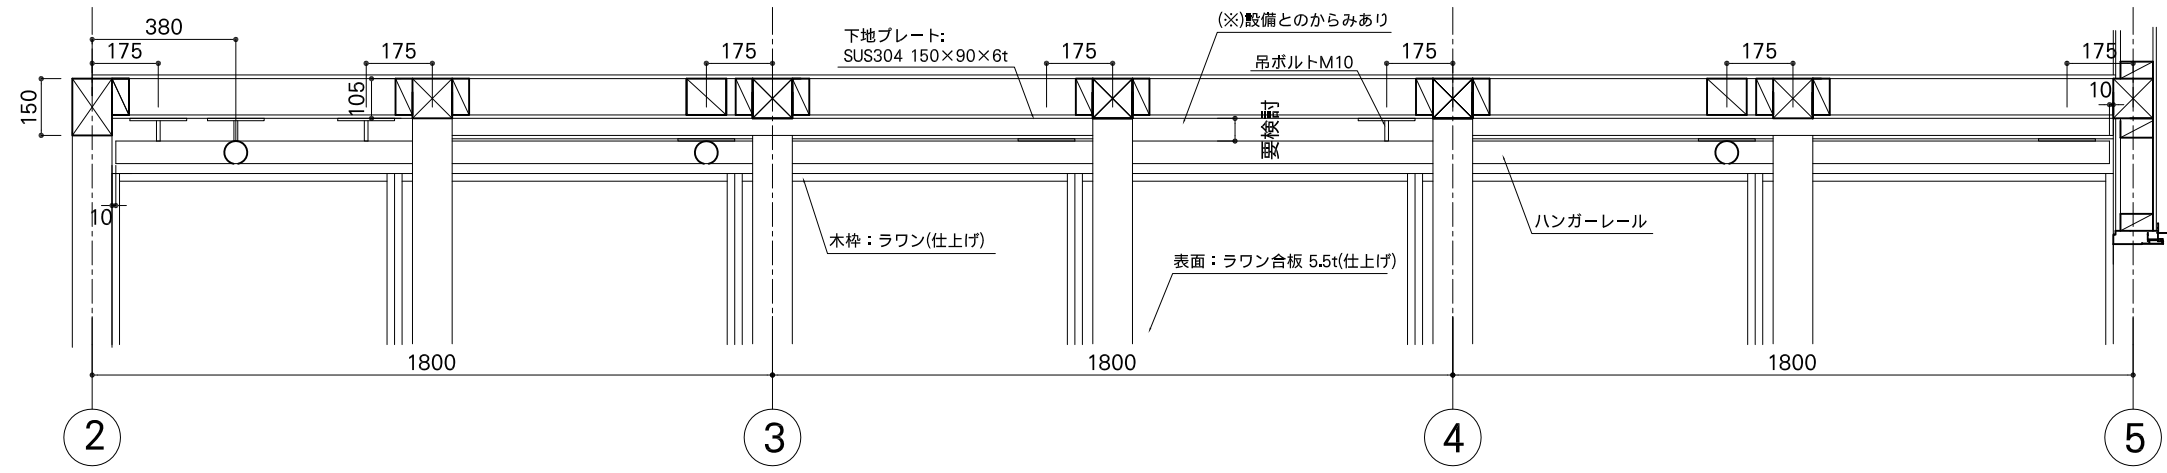 380
175
175
175
下地プレート:
SUS304 150×90×6t
175
(※)設備とのからみあり
吊ボルトM10
175
175
175
150
105
要検討
10
10
木枠：ラワン(仕上げ)
表面：ラワン合板 5.5t(仕上げ)
ハンガーレール
1800
1800
1800
2
3
4
5